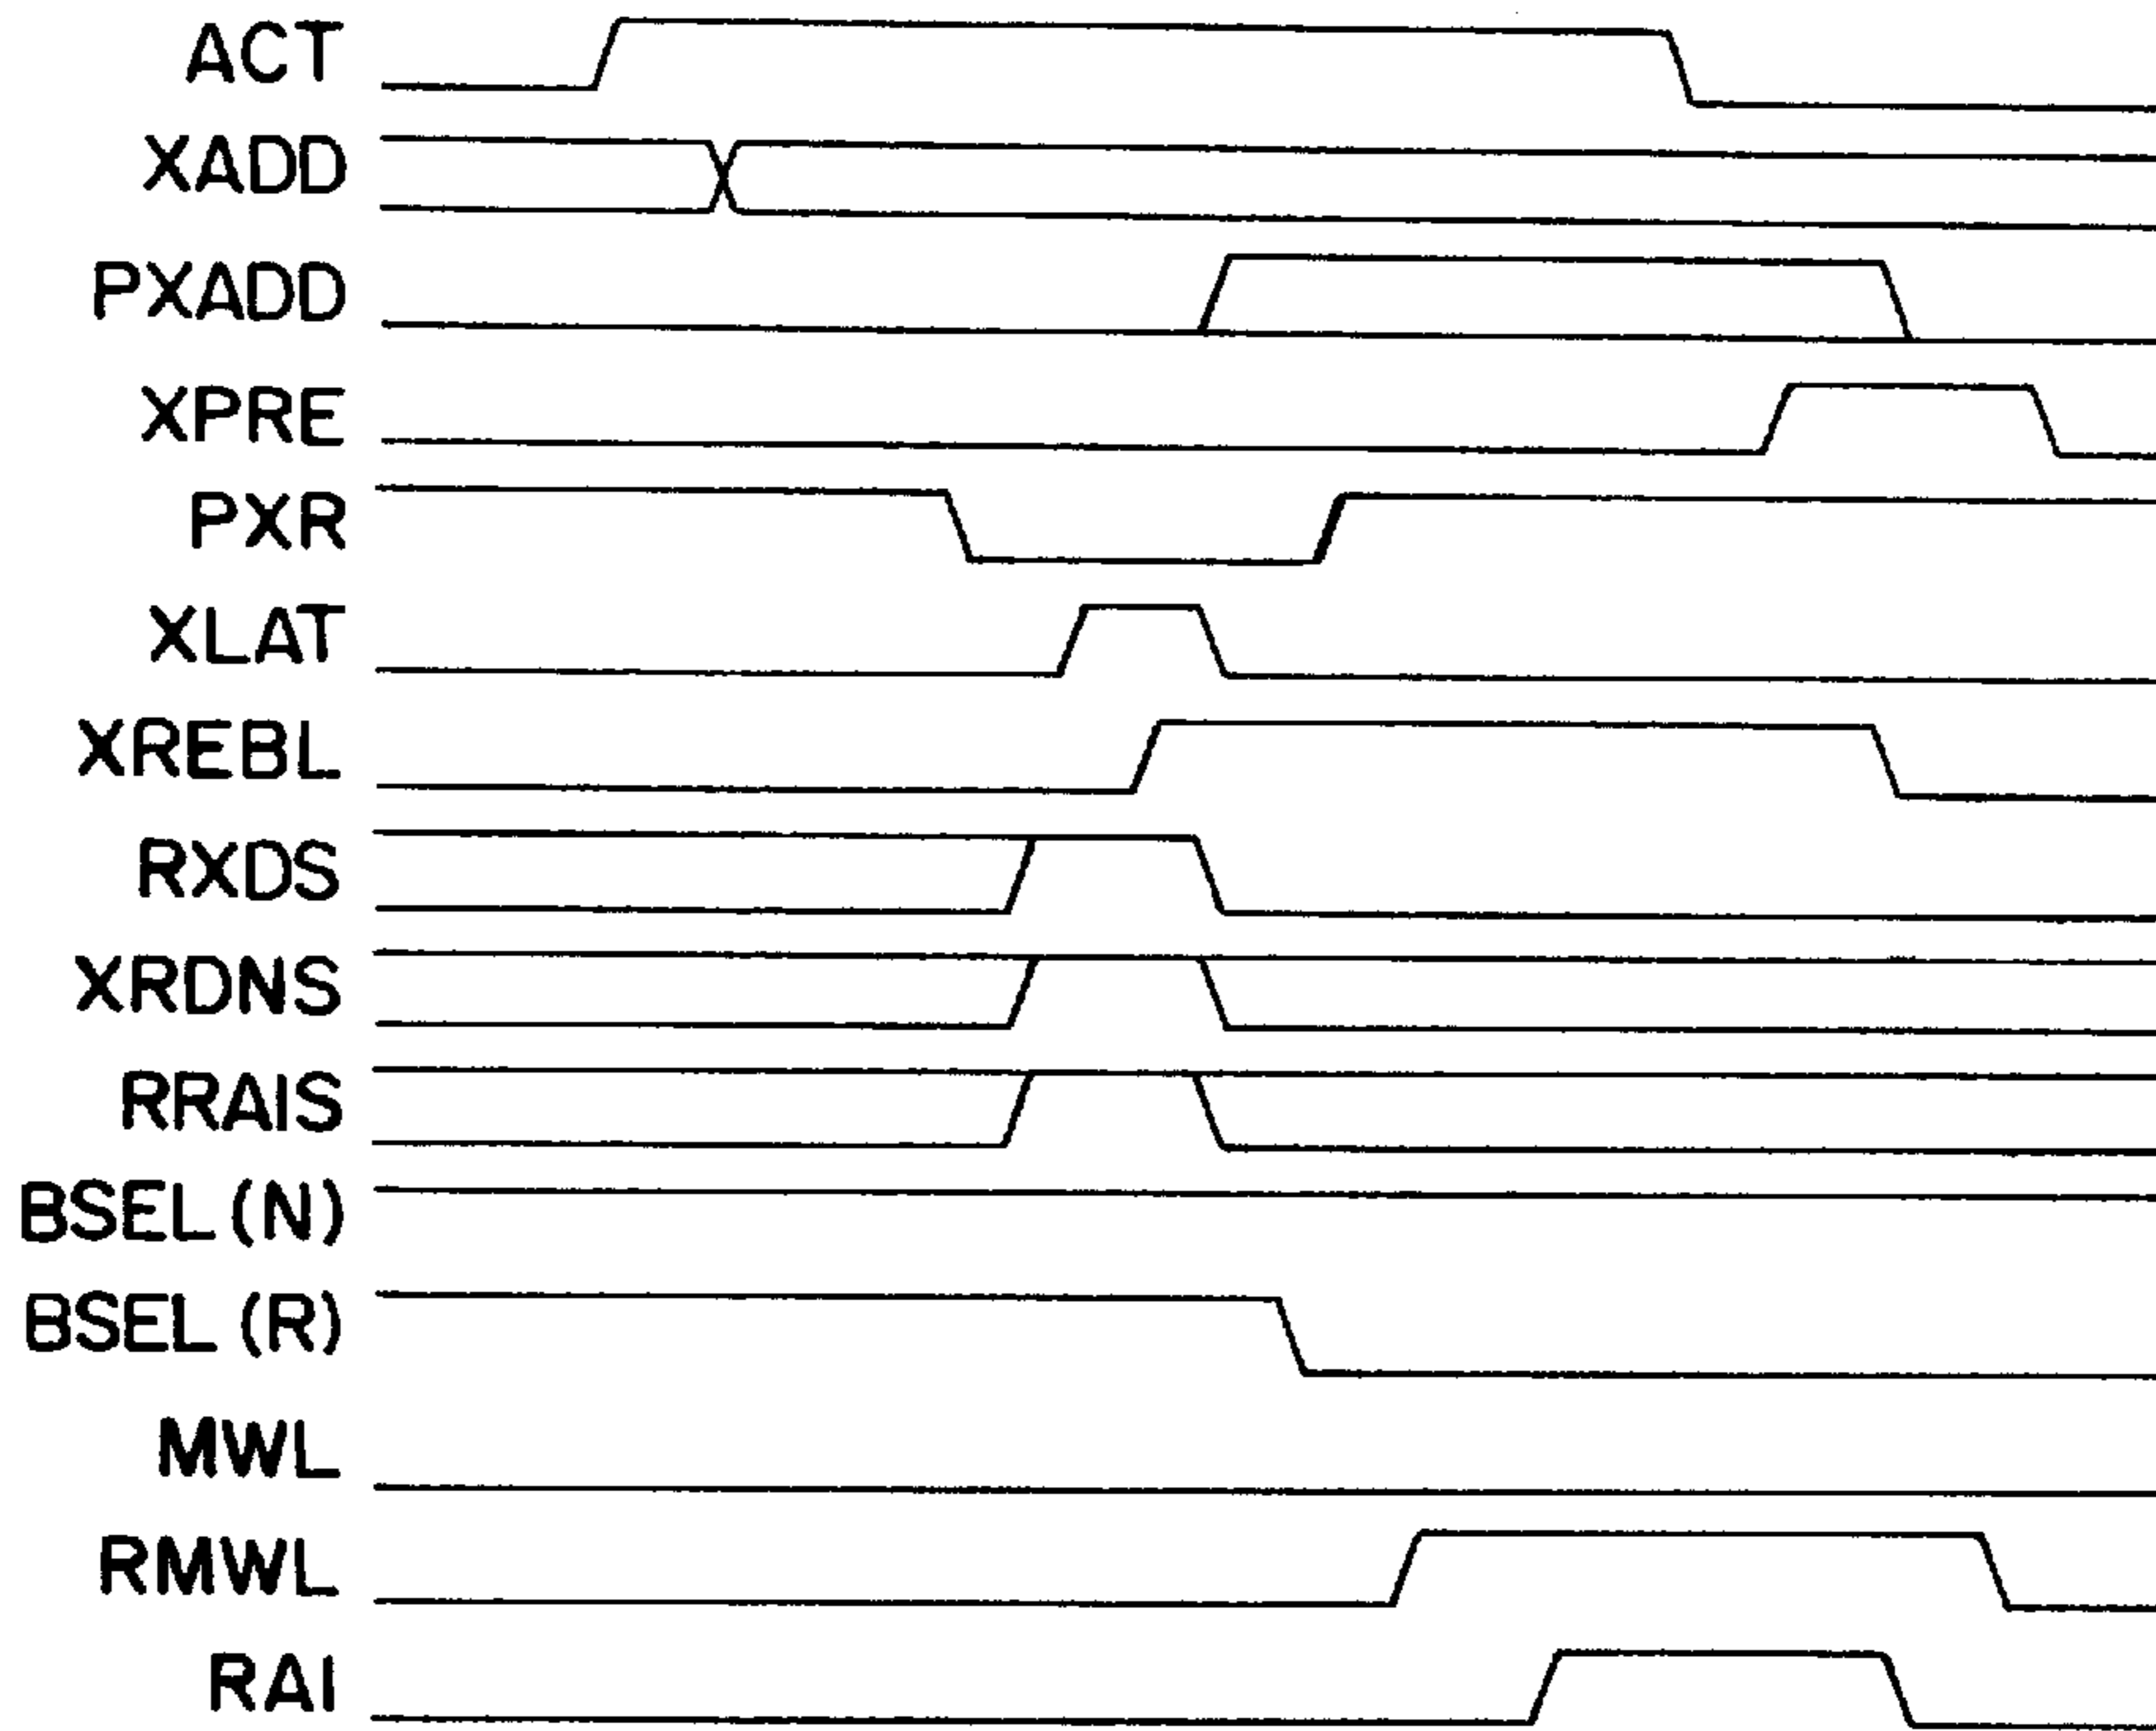 ACT
XADD
PXADD
XPRE
PXR
XLAT
XREBL
RXDS
XRDNS
RRAIS
BSEL (N)
BSEL (R)
MWL
RMWL
RAI